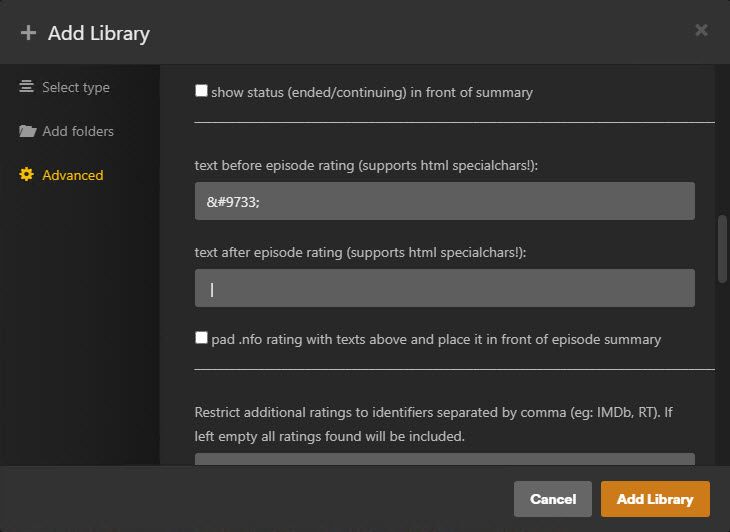 Add Library
Select type
Add folders
Advanced
show status (ended/continuing) in front of summary
text before episode rating (supports html specialchars!):
&#9733;
text after episode rating (supports html specialchars!):
|
pad .nfo rating with texts above and place it in front of episode summary
Restrict additional ratings to identifiers separated by comma (eg: IMDb, RT). If
left empty all ratings found will be included.
Cancel
Add Library